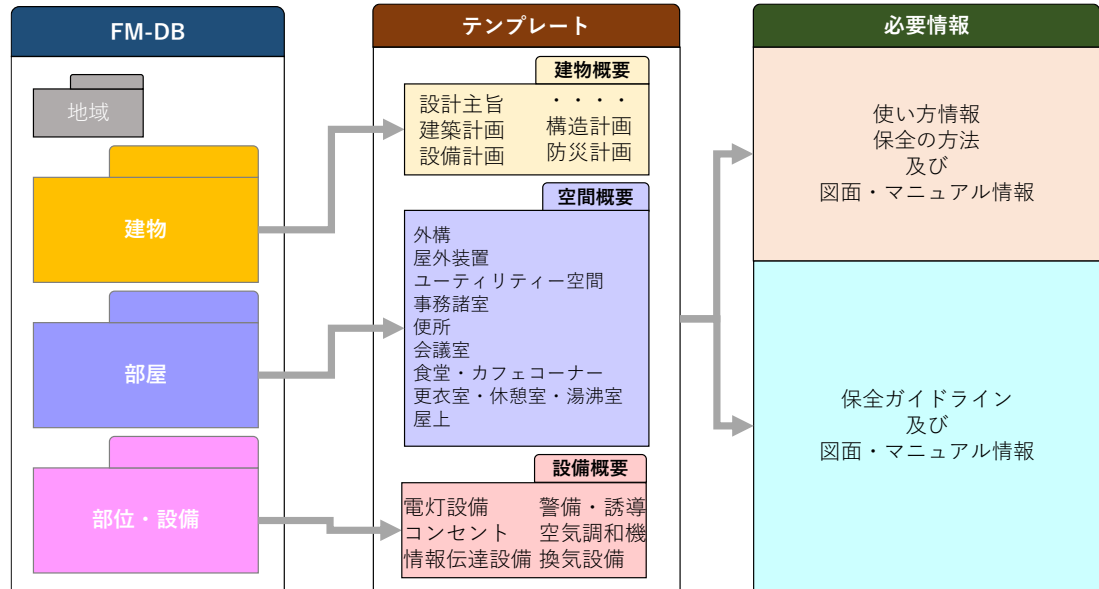 FM-DB
地域
建物
部屋
部位・設備
テンプレート
建物概要
設計主旨 ・・・・
建築計画 構造計画
設備計画 防災計画
空間概要
外構
屋外装置
ユーティリティー空間
事務諸室
便所
会議室
食堂・カフェコーナー
更衣室・休憩室・湯沸室
屋上
設備概要
電灯設備 警備・誘導
コンセント 空気調和機
情報伝達設備 換気設備
必要情報
使い方情報
保全の方法
及び
図面・マニュアル情報
保全ガイドライン
及び
図面・マニュアル情報